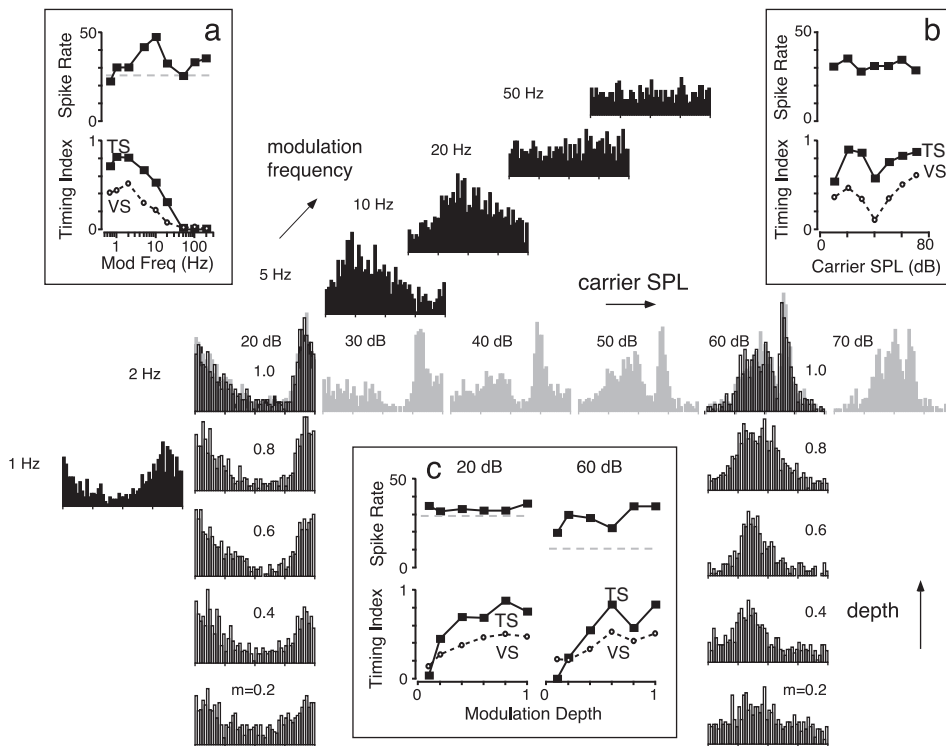 a
50
Spike Rate
0
1
TS
Timing Index
VS
0
1 10 100
Mod Freq (Hz)
b
50
Spike Rate
0
1
TS
VS
Timing Index
0
0 80
Carrier SPL (dB)
50 Hz
modulation
frequency
20 Hz
10 Hz
5 Hz
carrier SPL
2 Hz
20 dB
30 dB
40 dB
50 dB
60 dB
70 dB
1.0
1.0
0.8
0.8
1 Hz
c
20 dB
60 dB
50
Spike Rate
0
1
TS
TS
Timing Index
VS
VS
0
0 1 0 1
Modulation Depth
0.6
0.6
0.4
0.4
depth
m=0.2
m=0.2